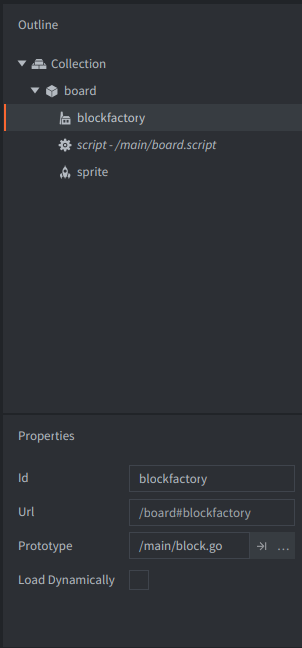 Outline
Collection
board
blockfactory
script - /main/board.script
sprite
Properties
Id blockfactory
Url /board#blockfactory
Prototype /main/block.go ...
Load Dynamically